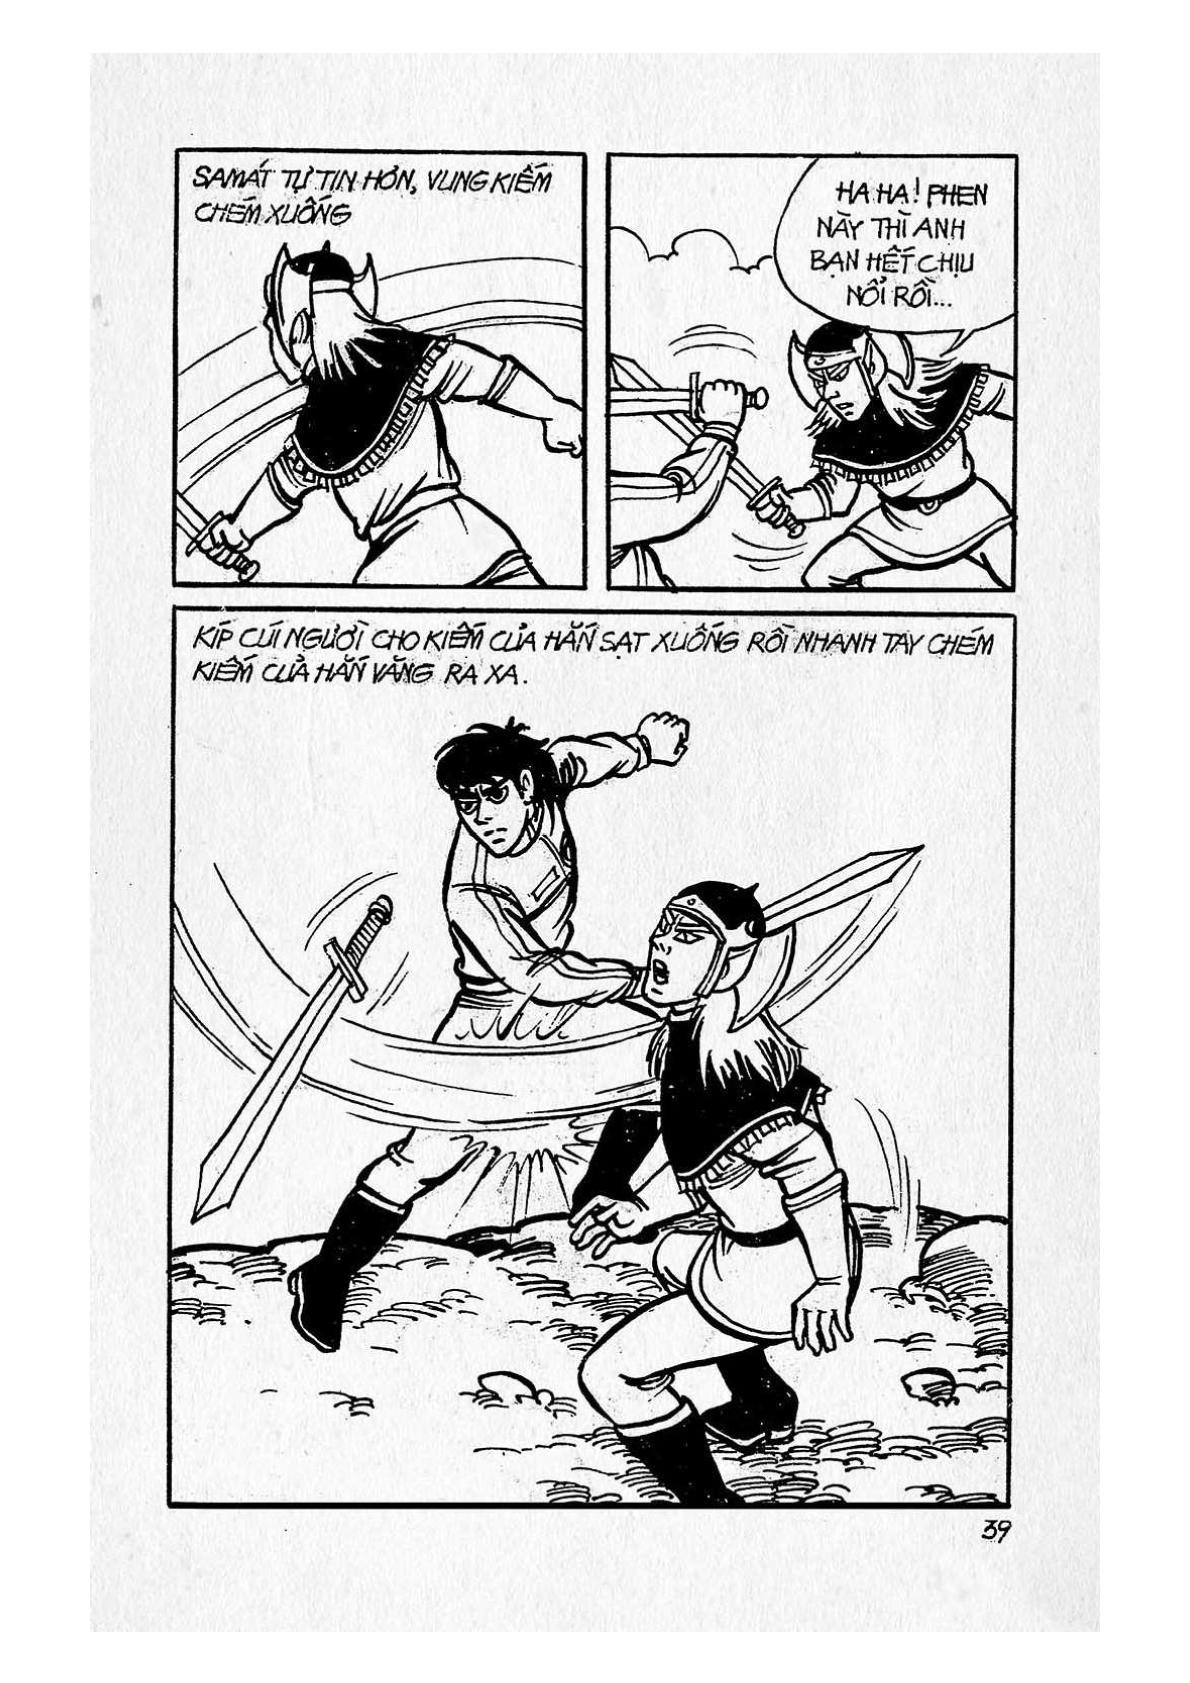 SAMÁT TỰ TIN HƠN, VUNG KIẾM
CHÉM XUỐNG
HA HA! PHEN
NÀY THÌ ANH
BẠN HẾT CHỊU
NỔI RỒI...
KÍP CÚI NGƯƠÌ CHO KIẾM CỦA HẮN SẠT XUỐNG RỒI NHANH TAY CHÉM
KIẾM CỦA HẮN VĂNG RA XA.
39